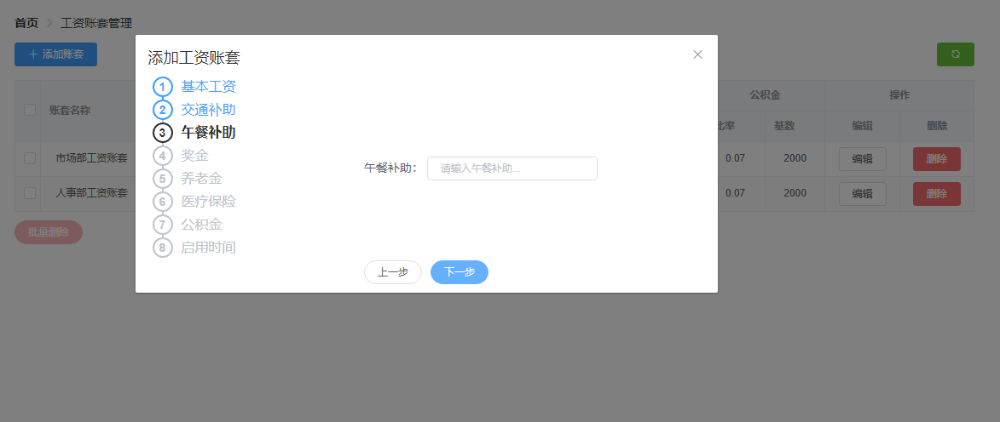 首页 > 工资账套管理
+ 添加账套
添加工资账套
1 基本工资
2 交通补助
3 午餐补助
4 奖金
5 养老金
6 医疗保险
7 公积金
8 启用时间
午餐补助： 请输入午餐补助...
上一步 下一步
账套名称 公积金 操作
比率 基数 编辑 删除
市场部工资账套 0.07 2000 编辑 删除
人事部工资账套 0.07 2000 编辑 删除
批量删除